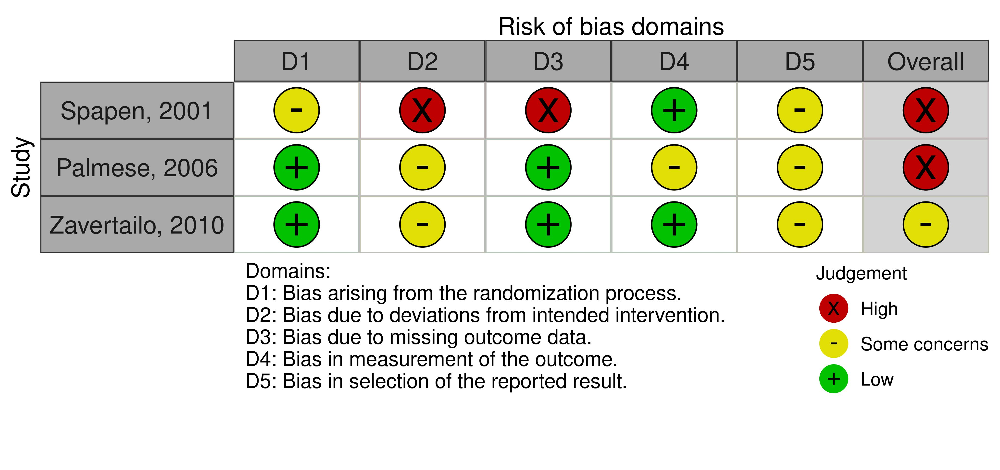 Risk of bias domains
D1 D2 D3 D4 D5 Overall
Study
Spapen, 2001 - X X + - X
Palmese, 2006 + - + - - X
Zavertailo, 2010 + - + + - -
Domains:
D1: Bias arising from the randomization process.
D2: Bias due to deviations from intended intervention.
D3: Bias due to missing outcome data.
D4: Bias in measurement of the outcome.
D5: Bias in selection of the reported result.
Judgement
X High
- Some concerns
+ Low